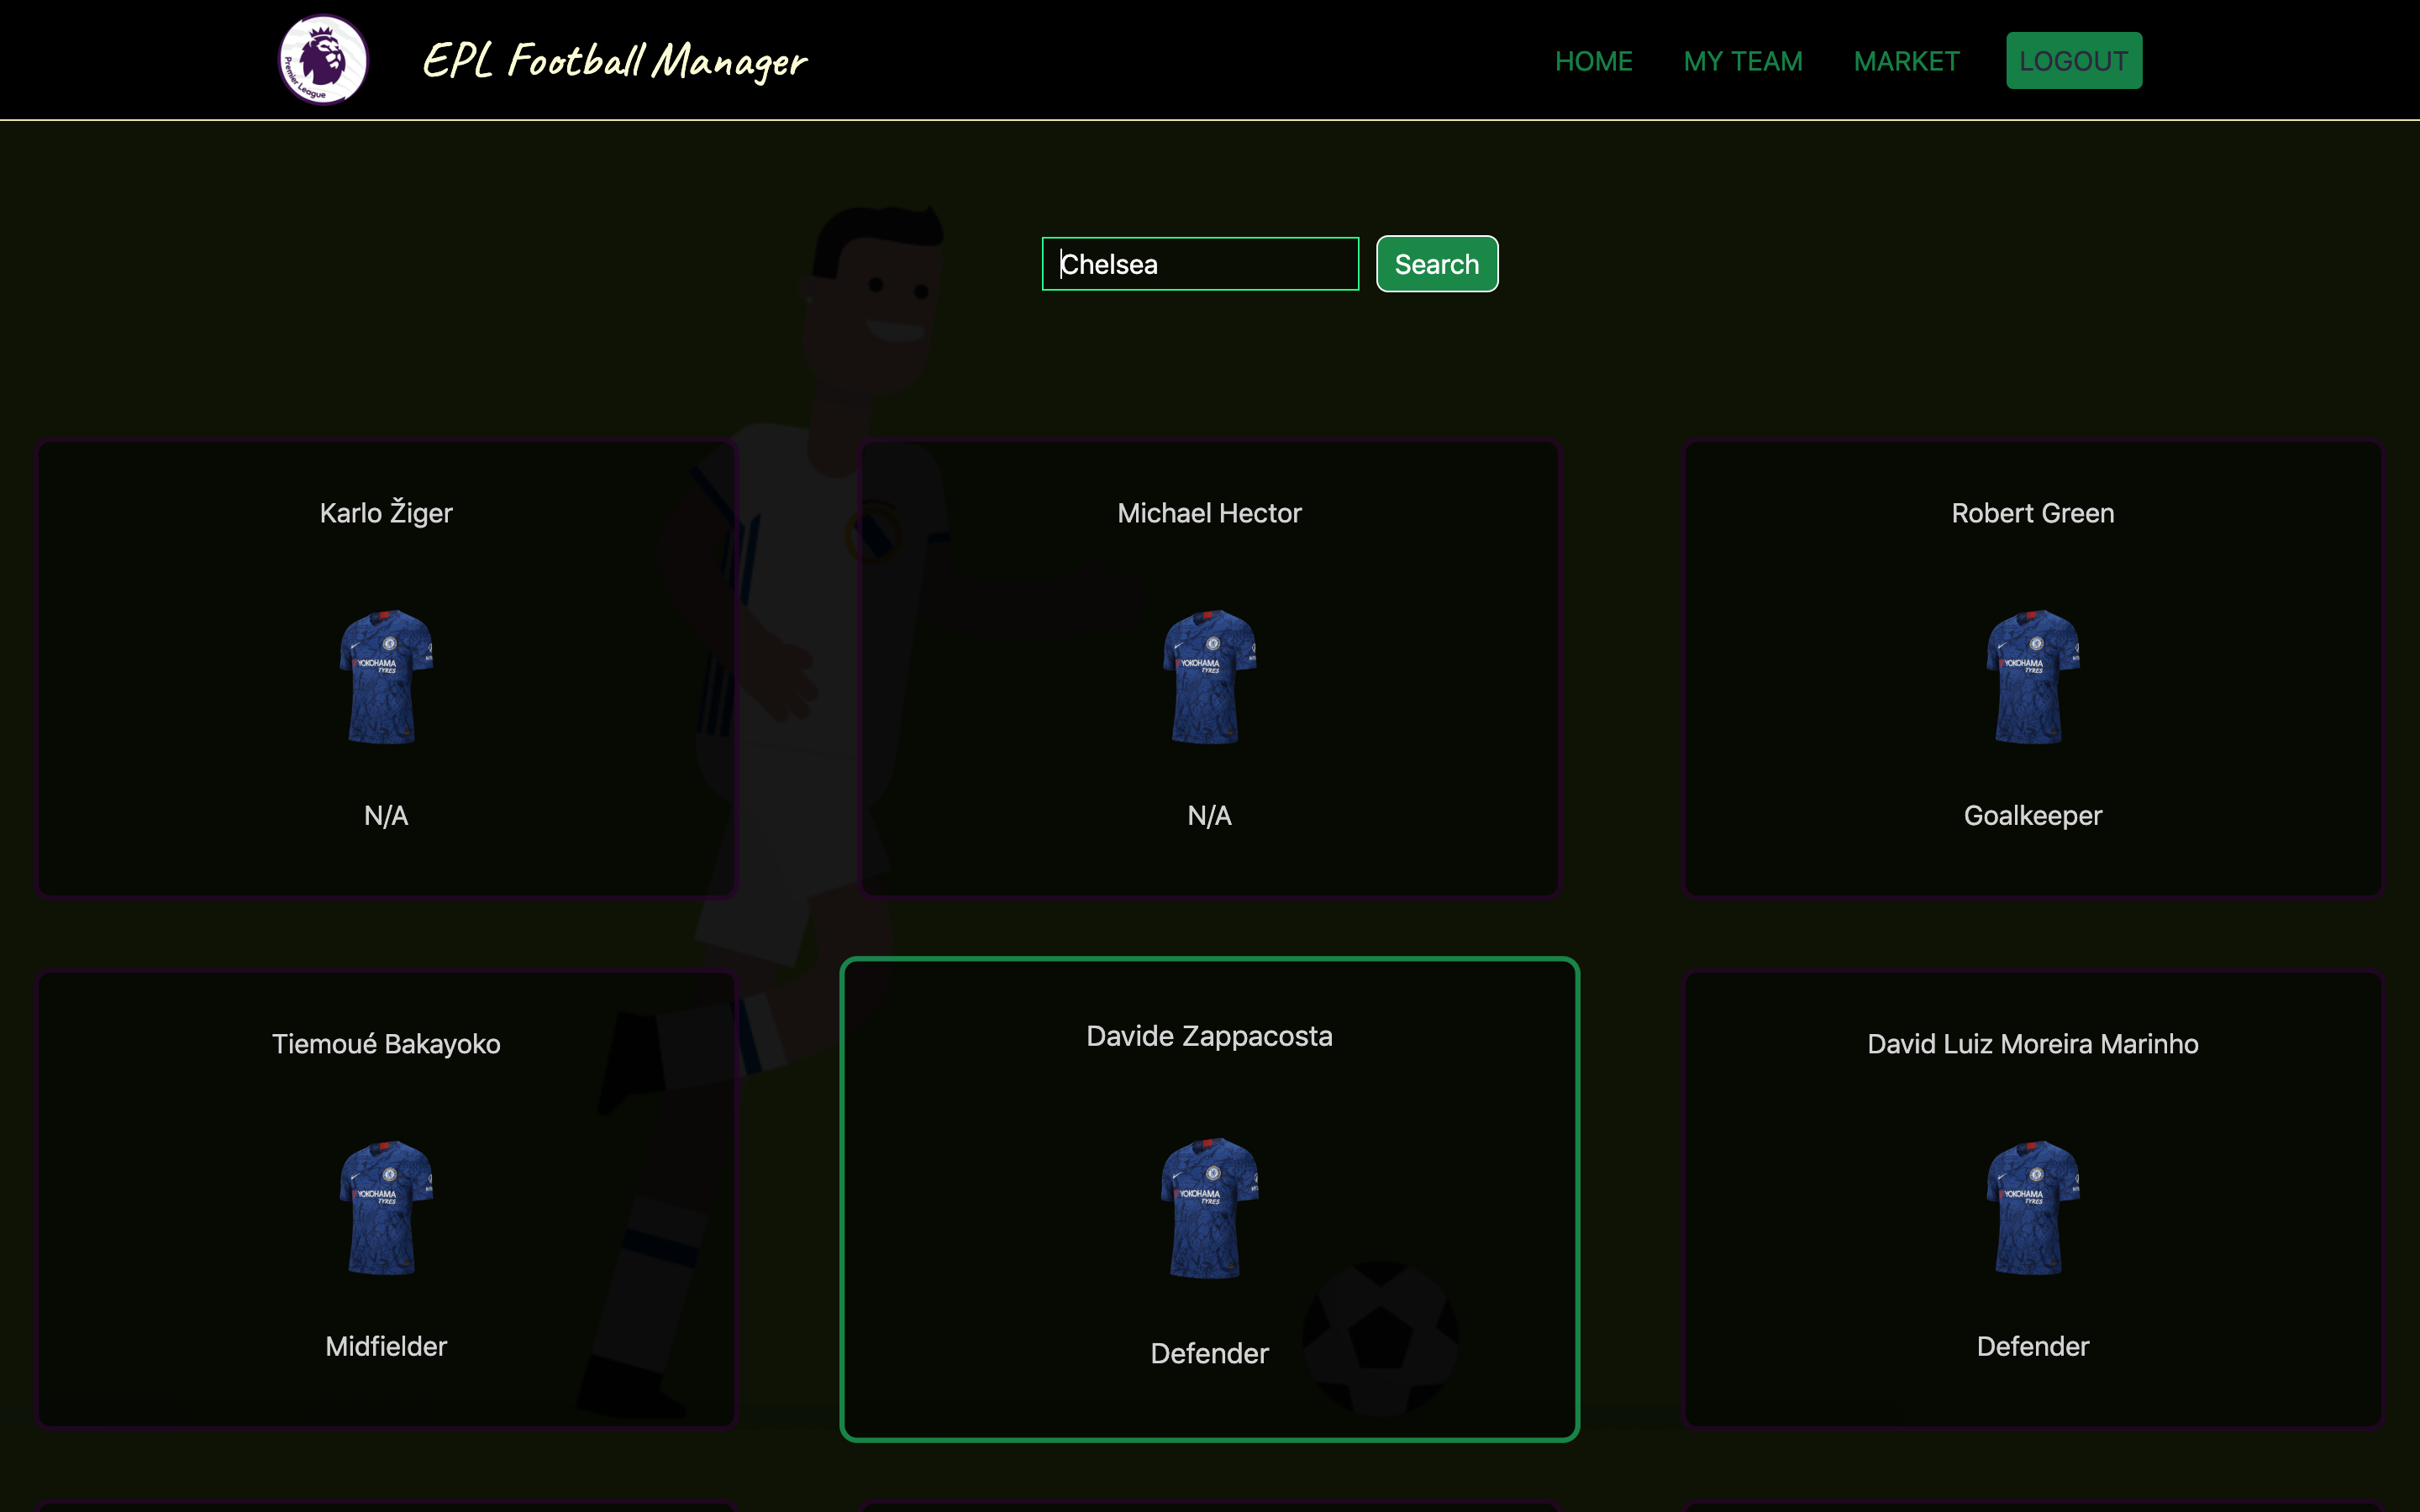 Premier League
EPL Football Manager
HOME MY TEAM MARKET LOGOUT
Chelsea Search
Karlo Žiger
Michael Hector
Robert Green
YOKOHAMA
TYRES
YOKOHAMA
TYRES
YOKOHAMA
TYRES
N/A
N/A
Goalkeeper
Tiemoué Bakayoko
Davide Zappacosta
David Luiz Moreira Marinho
YOKOHAMA
TYRES
YOKOHAMA
TYRES
YOKOHAMA
TYRES
Midfielder
Defender
Defender